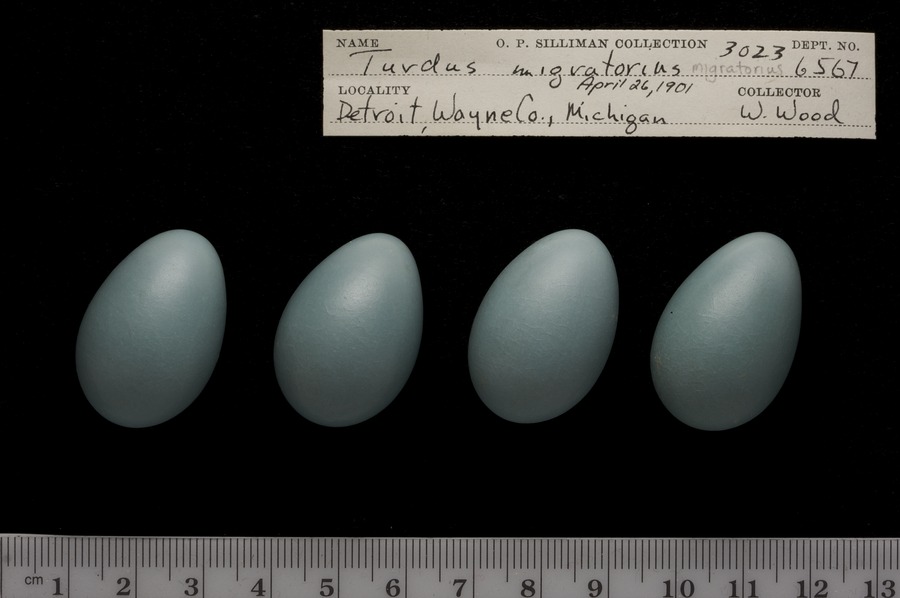 NAME O. P. SILLIMAN COLLECTION 3023 DEPT. NO.
Turdus migratorius migratorius 6567
April 26, 1901
LOCALITY COLLECTOR
Detroit, Wayne Co., Michigan W. Wood
cm 1 2 3 4 5 6 7 8 9 10 11 12 13